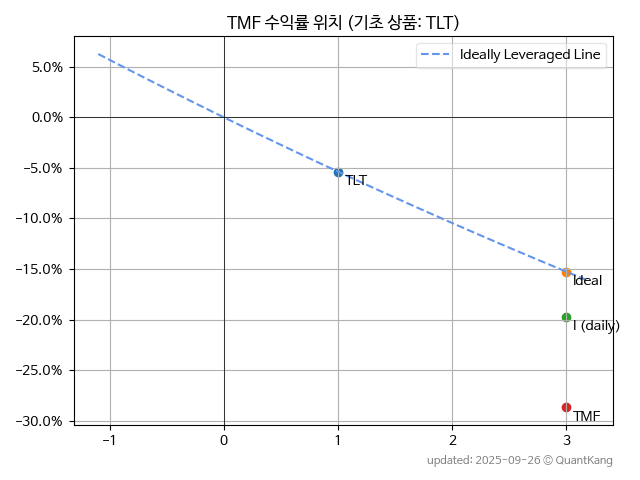 TMF 수익률 위치 (기초 상품: TLT)
Ideally Leveraged Line
5.0%
0.0%
−5.0%
−10.0%
−15.0%
−20.0%
−25.0%
−30.0%
TLT
Ideal
I (daily)
TMF
−1
0
1
2
3
updated: 2025-09-26 © QuantKang